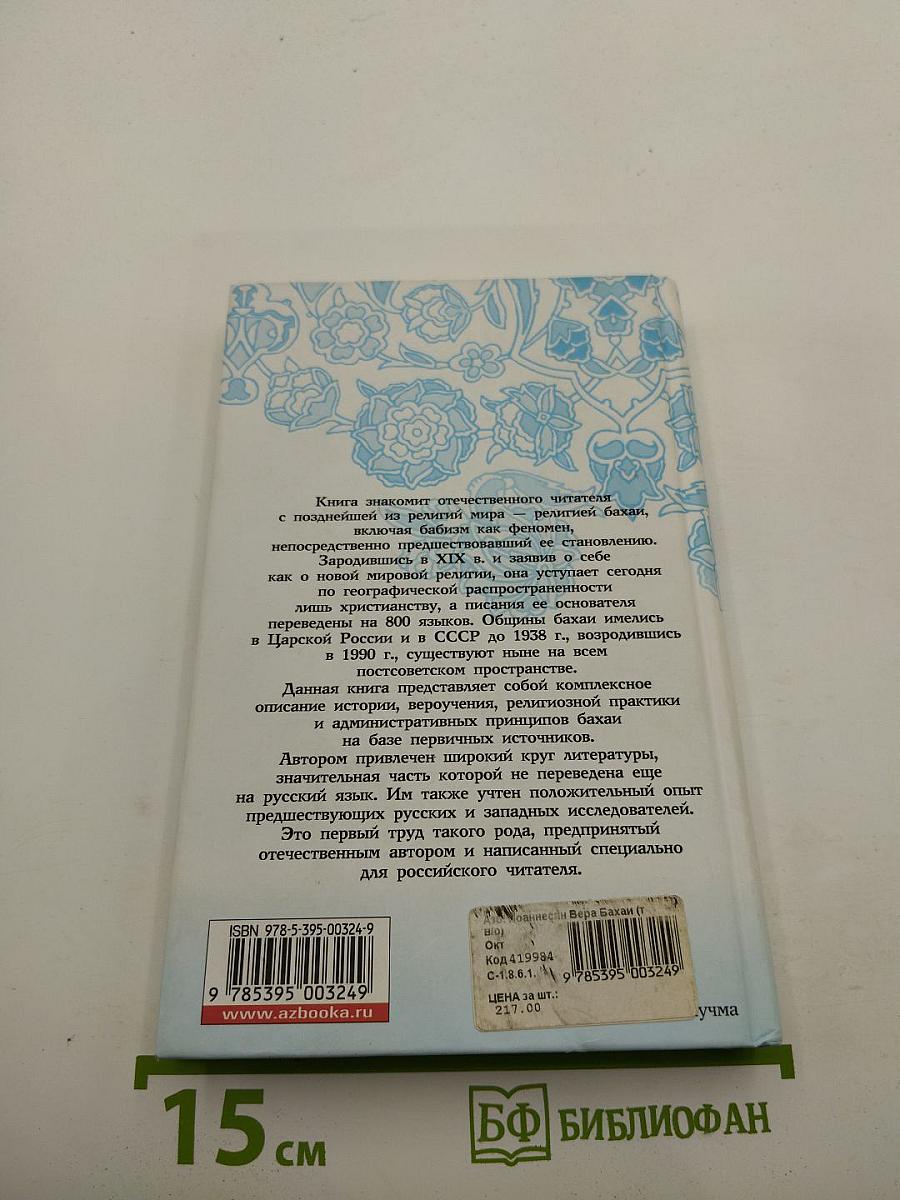 Книга знакомит отечественного читателя
с позднейшей из религий мира — религией бахаи,
включая бабизм как феномен,
непосредственно предшествовавший ее становлению.
Зародившись в XIX в. и заявив о себе
как о новой мировой религии, она уступает сегодня
по географической распространенности
лишь христианству, а писания ее основателя
переведены на 800 языков. Общины бахаи имелись
в Царской России и в СССР до 1938 г., возродившись
в 1990 г., существуют ныне на всем
постсоветском пространстве.
Данная книга представляет собой комплексное
описание истории, вероучения, религиозной практики
и административных принципов бахаи
на базе первичных источников.
Автором привлечен широкий круг литературы,
значительная часть которой не переведена еще
на русский язык. Им также учтен положительный опыт
предшествующих русских и западных исследователей.
Это первый труд такого рода, предпринятый
отечественным автором и написанный специально
для российского читателя.
ISBN 978-5-395-00324-9
9 785395 003249
www.azbooka.ru
Вера Бахаи (т
в/о)
Окт
Код 419984
С-1.8.6.1.
9 785395 003249
ЦЕНА за шт.:
217.00
учма
15 см
БФ БИБЛИОФАН